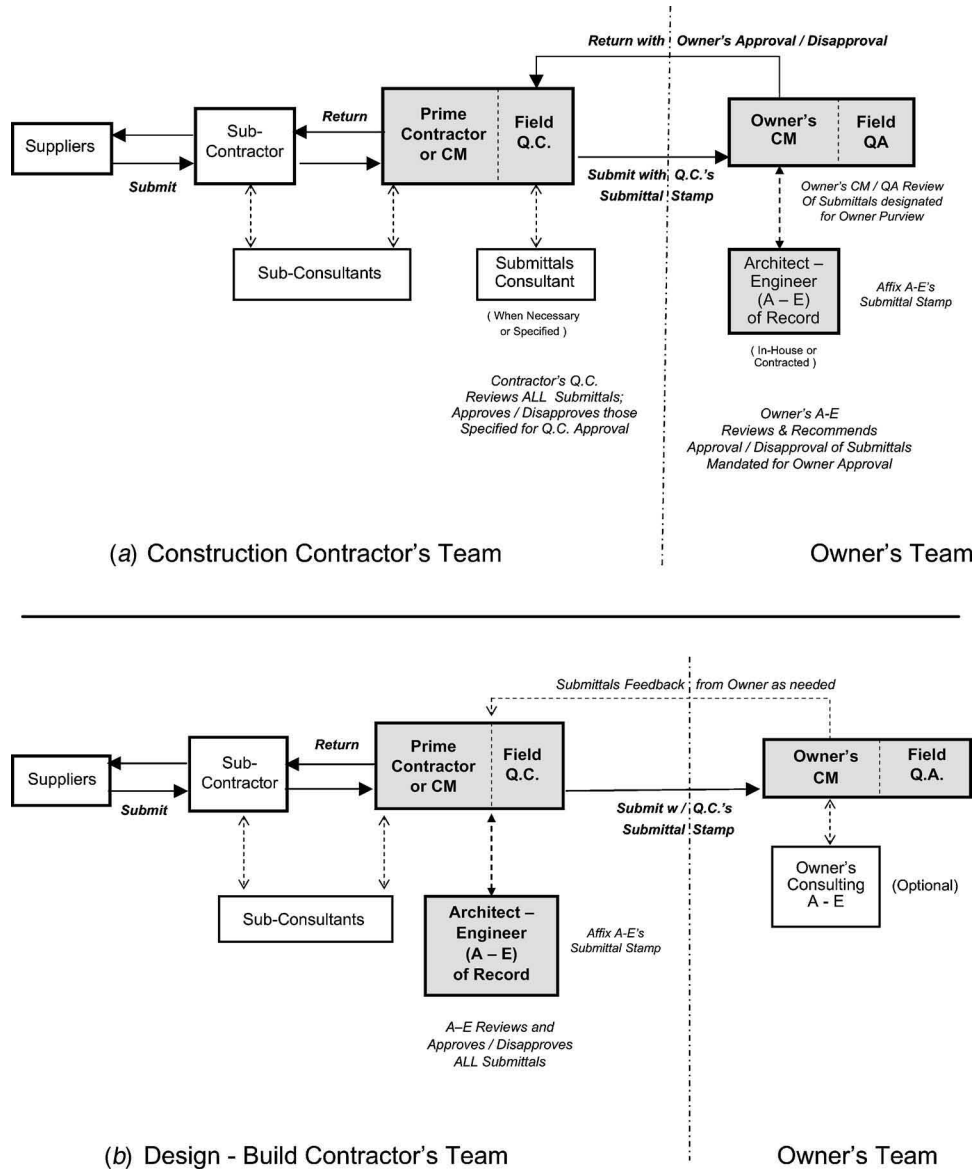 Return with Owner's Approval / Disapproval
Suppliers
Submit
Sub-
Contractor
Return
Prime
Contractor
or CM
Field
Q.C.
Submit with Q.C.'s
Submittal Stamp
Owner's
CM
Field
QA
Owner's CM / QA Review
Of Submittals designated
for Owner Purview
Sub-Consultants
Submittals
Consultant
( When Necessary
or Specified )
Architect –
Engineer
(A – E)
of Record
Affix A-E's
Submittal Stamp
( In-House or
Contracted )
Contractor's Q.C.
Reviews ALL Submittals;
Approves / Disapproves those
Specified for Q.C. Approval
Owner's A-E
Reviews & Recommends
Approval / Disapproval of Submittals
Mandated for Owner Approval
(a) Construction Contractor's Team
Owner's Team
Submittals Feedback from Owner as needed
Suppliers
Submit
Sub-
Contractor
Return
Prime
Contractor
or CM
Field
Q.C.
Submit w / Q.C.'s
Submittal Stamp
Owner's
CM
Field
Q.A.
Sub-Consultants
Architect –
Engineer
(A – E)
of Record
Affix A-E's
Submittal Stamp
Owner's
Consulting
A - E
(Optional)
A–E Reviews and
Approves / Disapproves
ALL Submittals
(b) Design - Build Contractor's Team
Owner's Team